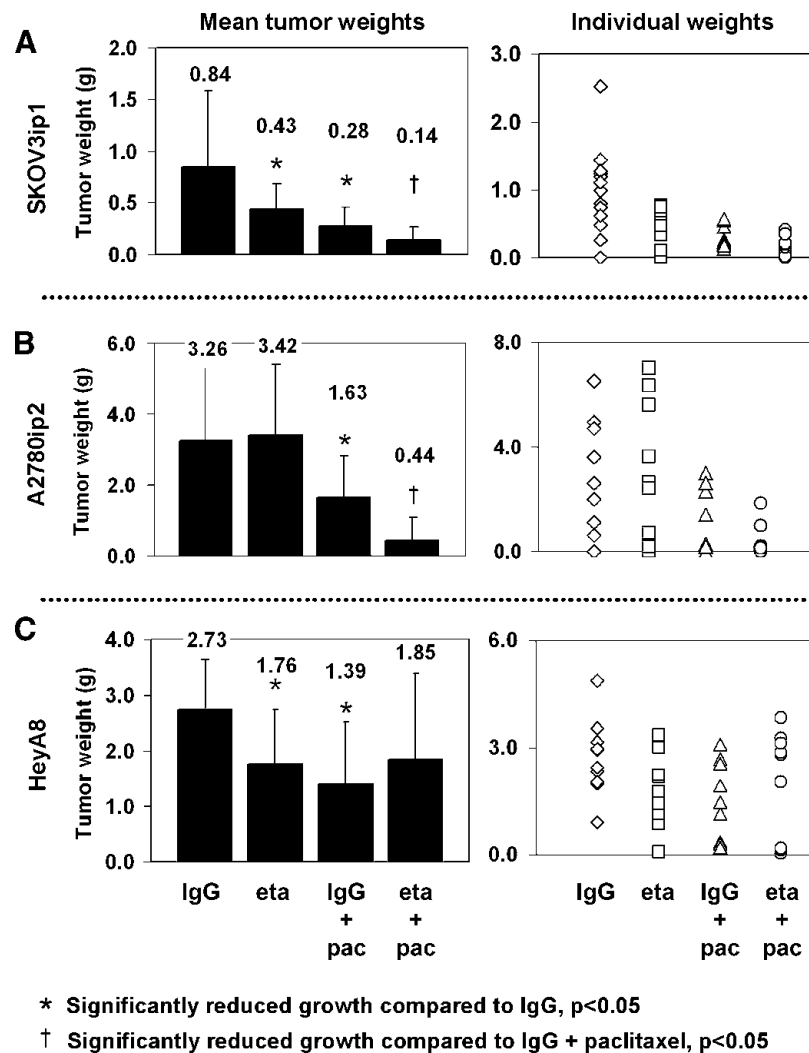 Mean tumor weights
Individual weights
A
SKOV3ip1
Tumor weight (g)
2.0
1.5
1.0
0.5
0.0
0.84
0.43
0.28
0.14
*
*
†
3.0
2.0
1.0
0.0
B
A2780ip2
Tumor weight (g)
6.0
4.0
2.0
0.0
3.26
3.42
1.63
0.44
*
†
8.0
4.0
0.0
C
HeyA8
Tumor weight (g)
4.0
3.0
2.0
1.0
0.0
2.73
1.76
1.39
1.85
*
*
6.0
3.0
0.0
IgG
eta
IgG
+
pac
eta
+
pac
IgG
eta
IgG
+
pac
eta
+
pac
* Significantly reduced growth compared to IgG, p<0.05
† Significantly reduced growth compared to IgG + paclitaxel, p<0.05